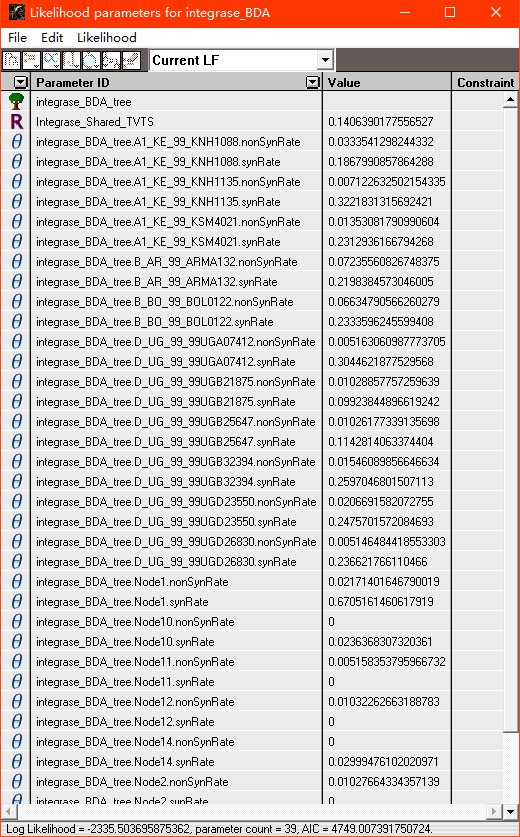 Likelihood parameters for integrase_BDA
File Edit Likelihood
Current LF
Parameter ID Value Constraint
integrase_BDA_tree
R Integrase_Shared_TVTS 0.1406390177556527
θ integrase_BDA_tree.A1_KE_99_KNH1088.nonSynRate 0.0333541298244332
θ integrase_BDA_tree.A1_KE_99_KNH1088.synRate 0.1867990857864288
θ integrase_BDA_tree.A1_KE_99_KNH1135.nonSynRate 0.007122632502154335
θ integrase_BDA_tree.A1_KE_99_KNH1135.synRate 0.3221831315692421
θ integrase_BDA_tree.A1_KE_99_KSM4021.nonSynRate 0.01353081790990604
θ integrase_BDA_tree.A1_KE_99_KSM4021.synRate 0.2312936166794268
θ integrase_BDA_tree.B_AR_99_ARMA132.nonSynRate 0.07235560826748375
θ integrase_BDA_tree.B_AR_99_ARMA132.synRate 0.2198384573046005
θ integrase_BDA_tree.B_BO_99_BOL0122.nonSynRate 0.06634790566260279
θ integrase_BDA_tree.B_BO_99_BOL0122.synRate 0.2333596245599408
θ integrase_BDA_tree.D_UG_99_99UGA07412.nonSynRate 0.005163060987773705
θ integrase_BDA_tree.D_UG_99_99UGA07412.synRate 0.3044621877529568
θ integrase_BDA_tree.D_UG_99_99UGB21875.nonSynRate 0.01028857757259639
θ integrase_BDA_tree.D_UG_99_99UGB21875.synRate 0.09923844896619242
θ integrase_BDA_tree.D_UG_99_99UGB25647.nonSynRate 0.01026177339135698
θ integrase_BDA_tree.D_UG_99_99UGB25647.synRate 0.1142814063374404
θ integrase_BDA_tree.D_UG_99_99UGB32394.nonSynRate 0.01546089856646634
θ integrase_BDA_tree.D_UG_99_99UGB32394.synRate 0.2597046801507113
θ integrase_BDA_tree.D_UG_99_99UGD23550.nonSynRate 0.0206691582072755
θ integrase_BDA_tree.D_UG_99_99UGD23550.synRate 0.2475701572084693
θ integrase_BDA_tree.D_UG_99_99UGD26830.nonSynRate 0.005146484418553303
θ integrase_BDA_tree.D_UG_99_99UGD26830.synRate 0.236621766110466
θ integrase_BDA_tree.Node1.nonSynRate 0.02171401646790019
θ integrase_BDA_tree.Node1.synRate 0.6705161460617919
θ integrase_BDA_tree.Node10.nonSynRate 0
θ integrase_BDA_tree.Node10.synRate 0.0236368307320361
θ integrase_BDA_tree.Node11.nonSynRate 0.005158353795966732
θ integrase_BDA_tree.Node11.synRate 0
θ integrase_BDA_tree.Node12.nonSynRate 0.01032262663188783
θ integrase_BDA_tree.Node12.synRate 0
θ integrase_BDA_tree.Node14.nonSynRate 0
θ integrase_BDA_tree.Node14.synRate 0.02999476102020971
θ integrase_BDA_tree.Node2.nonSynRate 0.01027664334357139
θ integrase_BDA_tree.Node2.synRate 0
Log Likelihood = -2335.503695875362, parameter count = 39, AIC = 4749.007391750724.